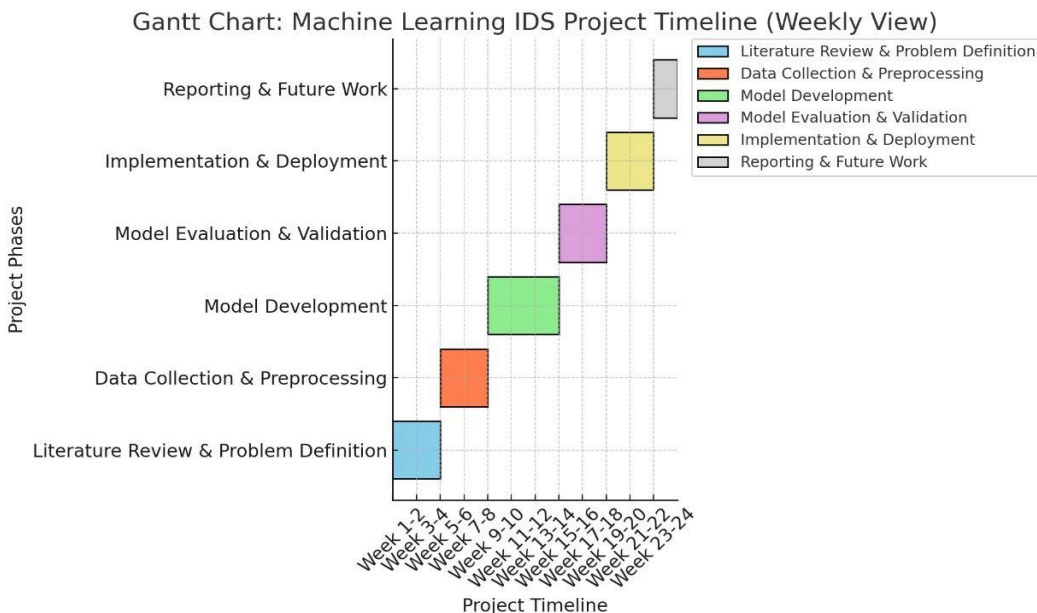 Gantt Chart: Machine Learning IDS Project Timeline (Weekly View)
Literature Review & Problem Definition
Data Collection & Preprocessing
Model Development
Model Evaluation & Validation
Implementation & Deployment
Reporting & Future Work
Project Phases
Reporting & Future Work
Implementation & Deployment
Model Evaluation & Validation
Model Development
Data Collection & Preprocessing
Literature Review & Problem Definition
Week 1-2
Week 3-4
Week 5-6
Week 7-8
Week 9-10
Week 11-12
Week 13-14
Week 15-16
Week 17-18
Week 19-20
Week 21-22
Week 23-24
Project Timeline